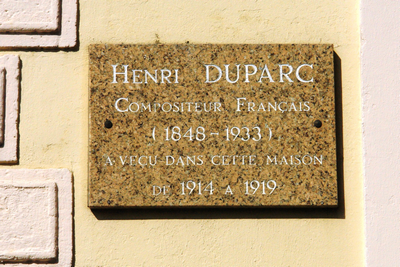 Henri DUPARC
Compositeur Français
(1848-1933)
A VECU DANS CETTE MAISON
DE 1914 A 1919